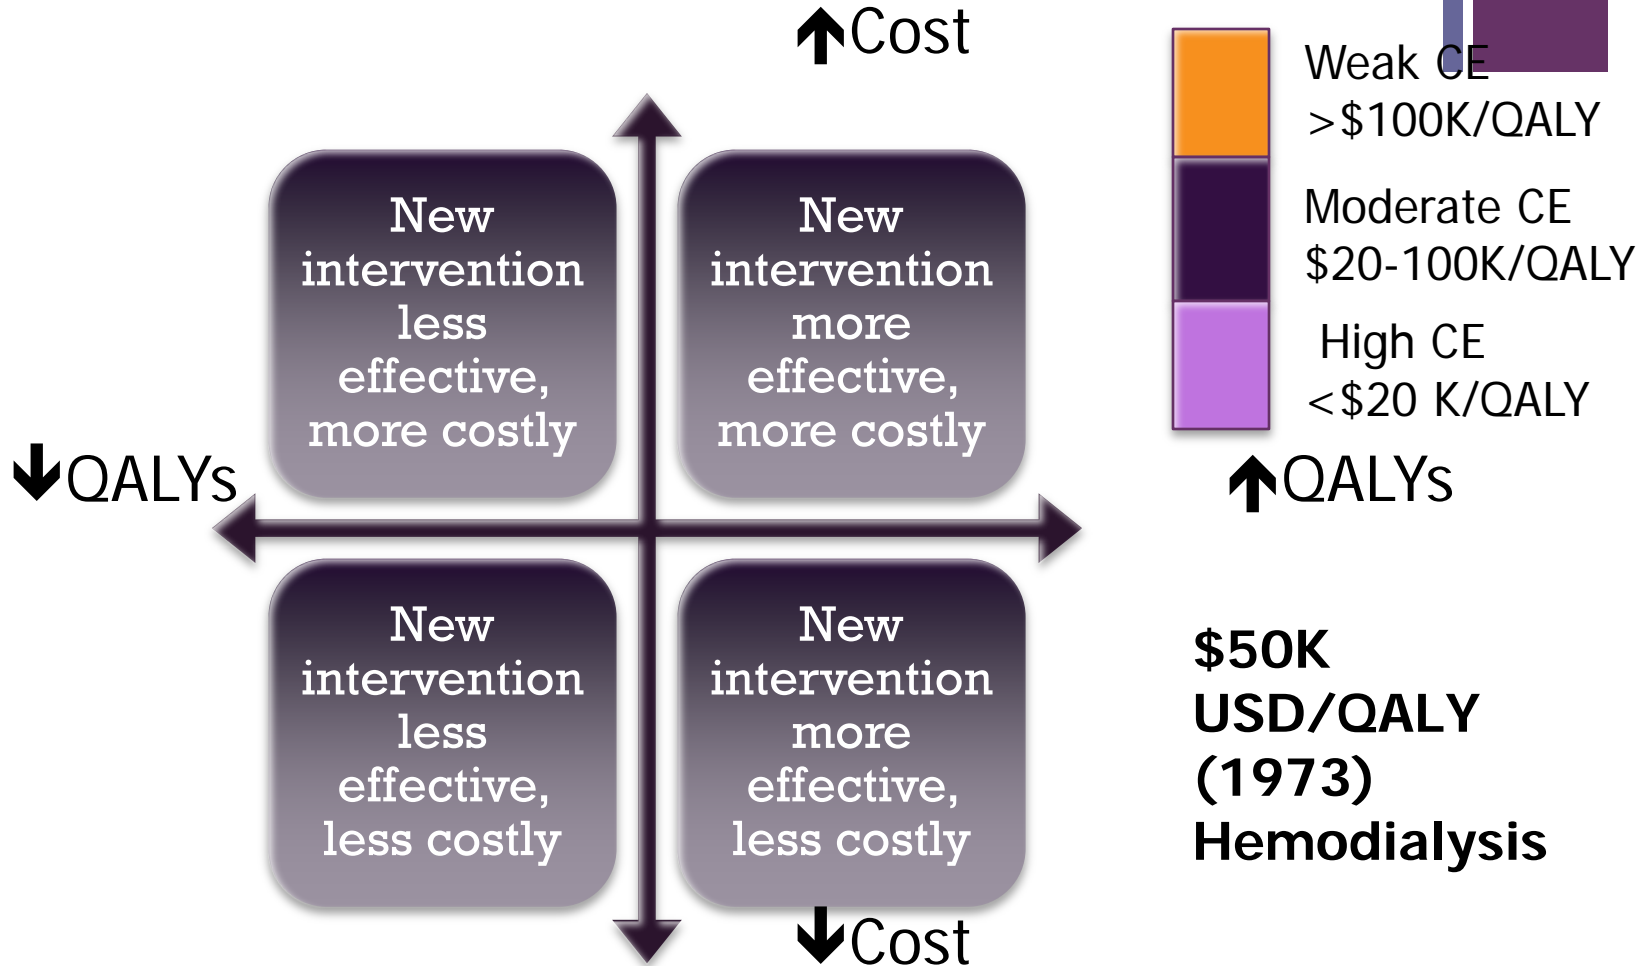 ↑Cost
Weak CE
>$100K/QALY
Moderate CE
$20-100K/QALY
High CE
<$20 K/QALY
New
intervention
less
effective,
more costly
New
intervention
more
effective,
more costly
↓QALYs
↑QALYs
New
intervention
less
effective,
less costly
New
intervention
more
effective,
less costly
$50K
USD/QALY
(1973)
Hemodialysis
↓Cost